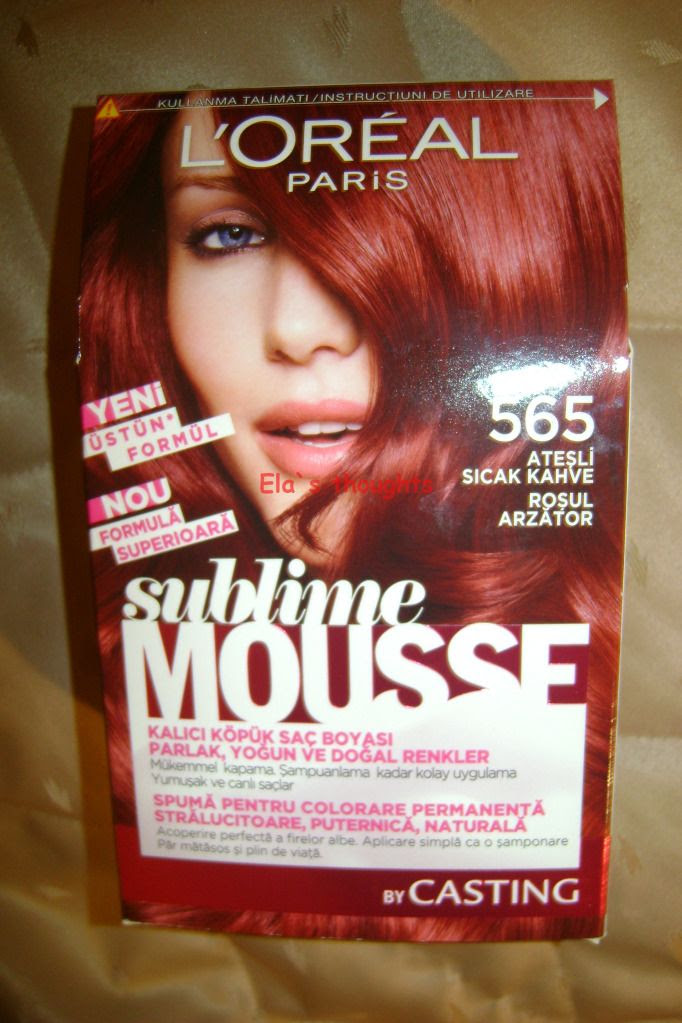 KULLANMA TALIMATI / INSTRUCTIUNI DE UTILIZARE
L'ORÉAL
PARiS
YENİ
ÜSTÜN*
FORMÜL
565
ATEŞLİ
SICAK KAHVE
ROŞUL
ARZĂTOR
Ela`s thoughts
NOU
FORMULĂ
SUPERIOARĂ
sublime
MOUSSE
KALICI KÖPÜK SAÇ BOYASI
PARLAK, YOĞUN VE DOĞAL RENKLER
Mükemmel kapama. Şampuanlama kadar kolay uygulama
Yumuşak ve canlı saçlar
SPUMĂ PENTRU COLORARE PERMANENTĂ
STRĂLUCITOARE, PUTERNICĂ, NATURALĂ
Acoperire perfectă a firelor albe. Aplicare simplă ca o şamponare
Păr mătăsos şi plin de viaţă.
BY CASTING